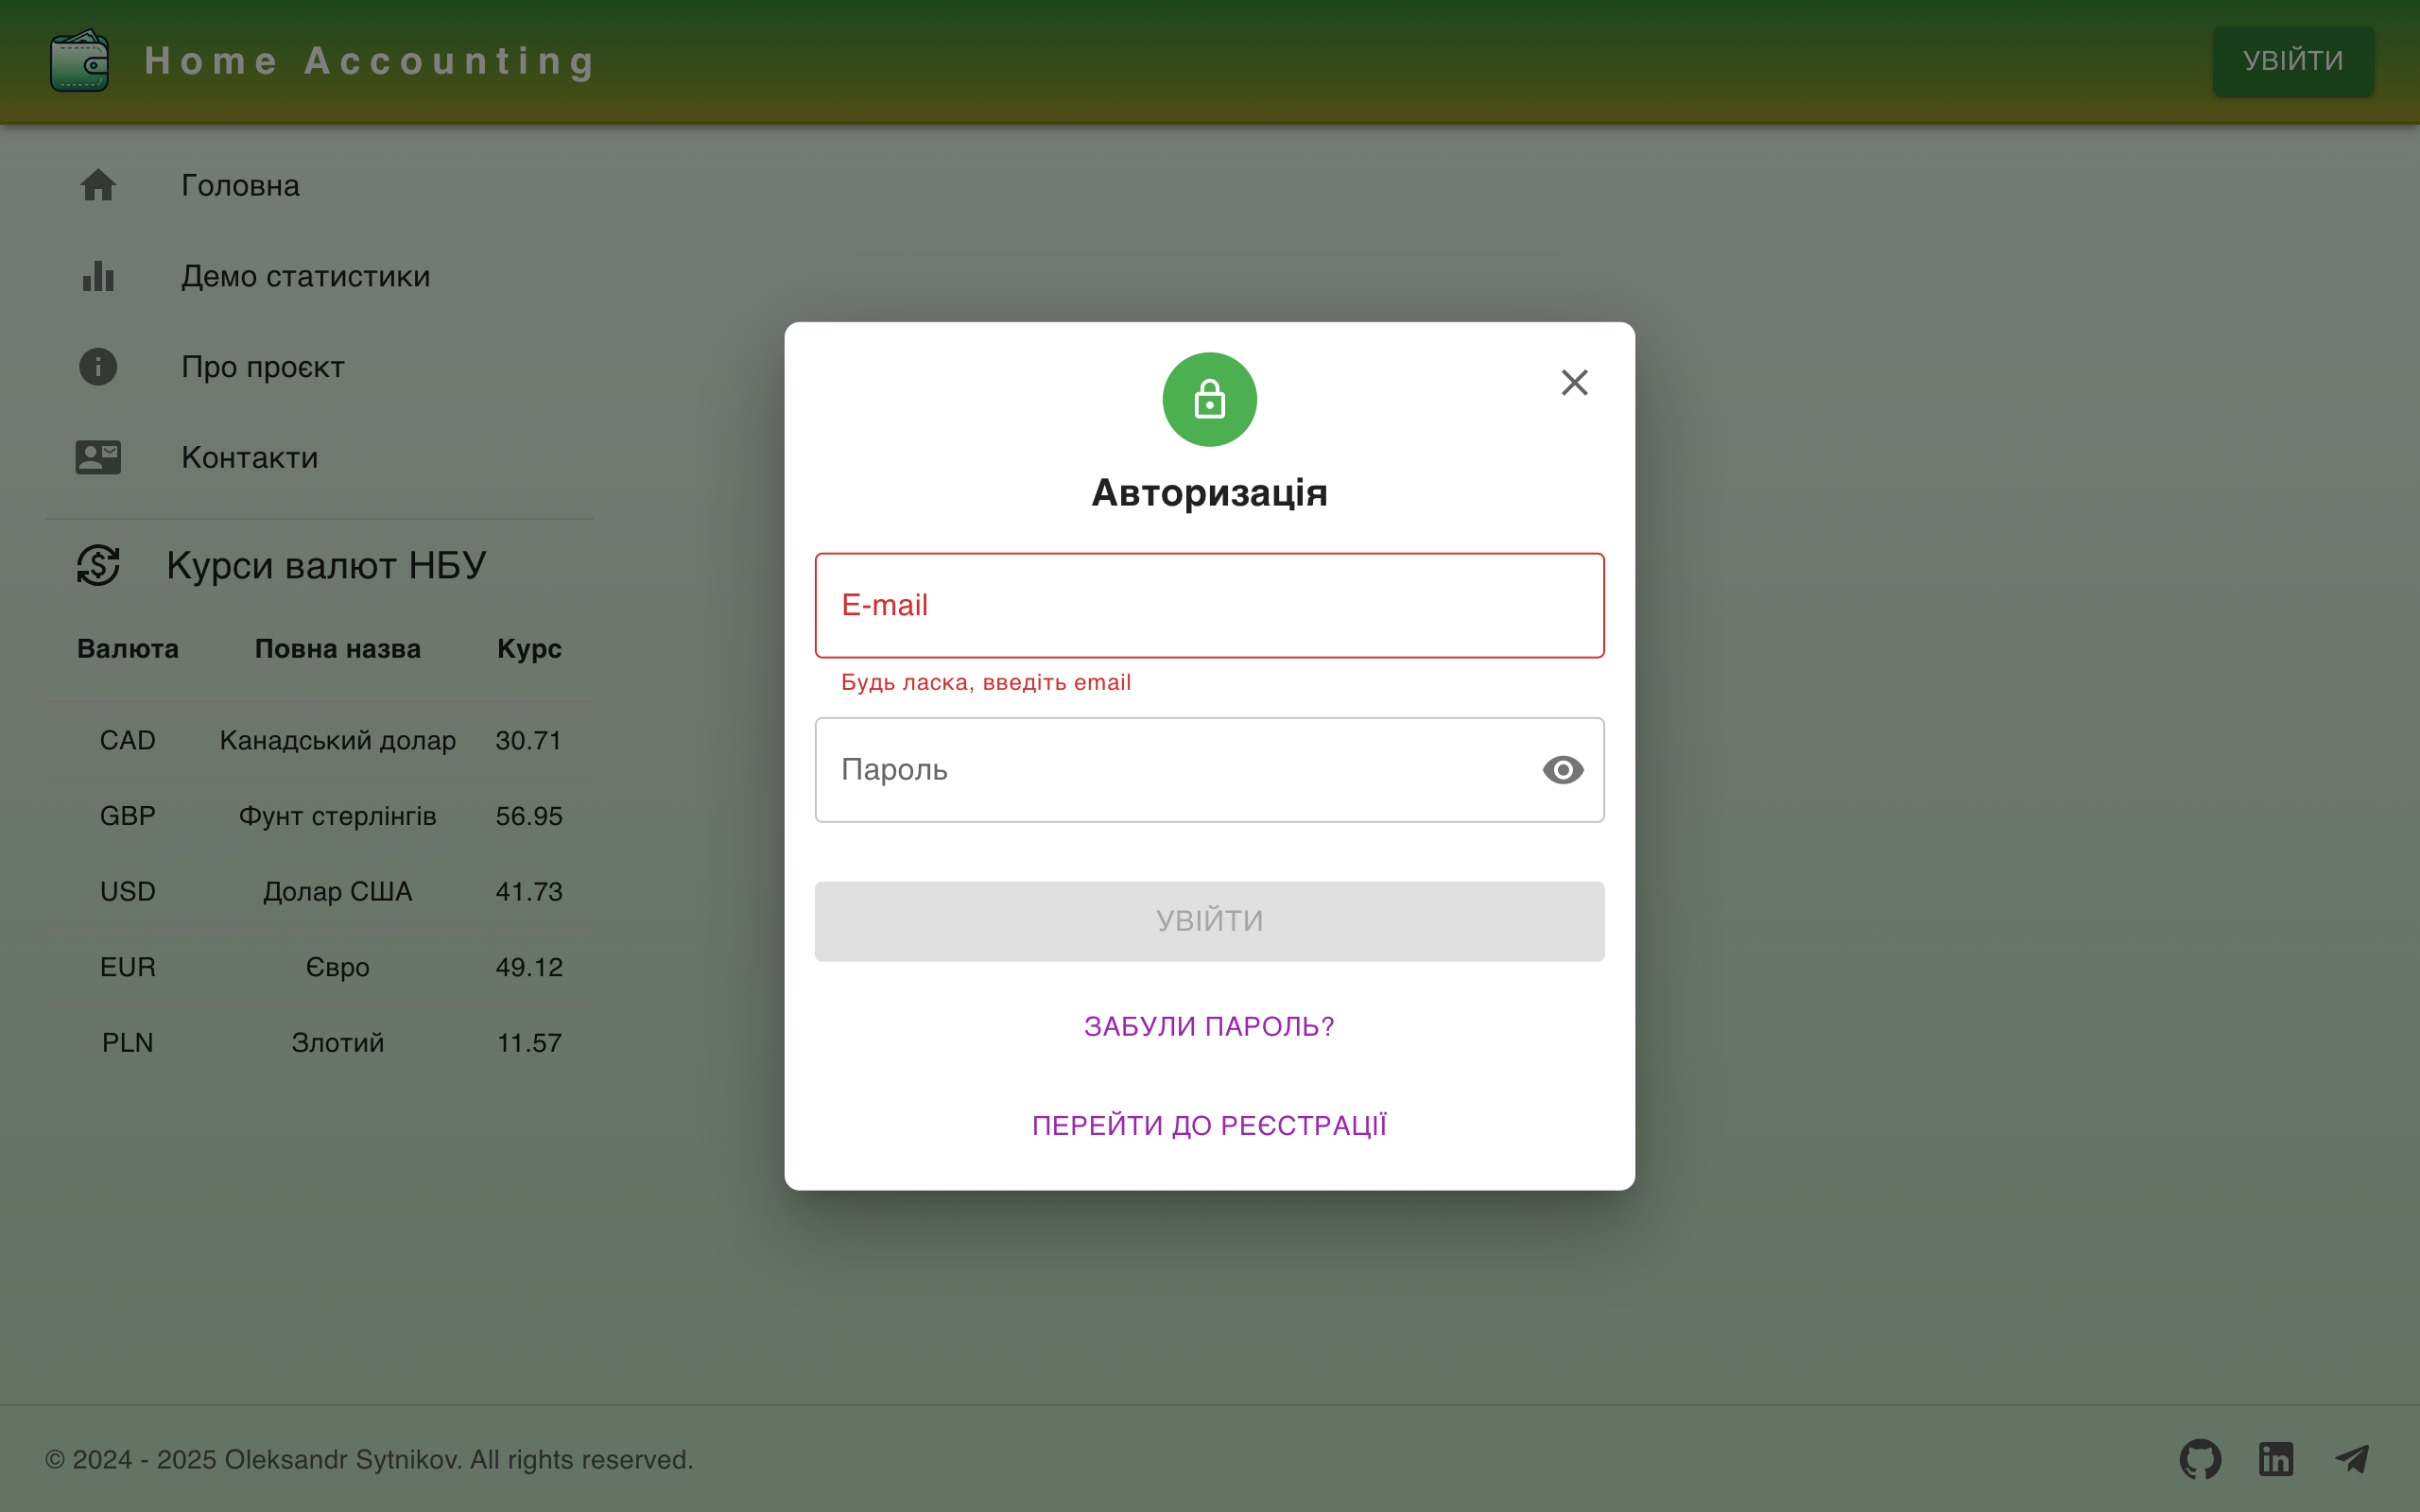 Home Accounting
УВІЙТИ
Головна
Демо статистики
Про проєкт
Контакти
Курси валют НБУ
Валюта Повна назва Курс
CAD Канадський долар 30.71
GBP Фунт стерлінгів 56.95
USD Долар США 41.73
EUR Євро 49.12
PLN Злотий 11.57
Авторизація
E-mail
Будь ласка, введіть email
Пароль
УВІЙТИ
ЗАБУЛИ ПАРОЛЬ?
ПЕРЕЙТИ ДО РЕЄСТРАЦІЇ
© 2024 - 2025 Oleksandr Sytnikov. All rights reserved.